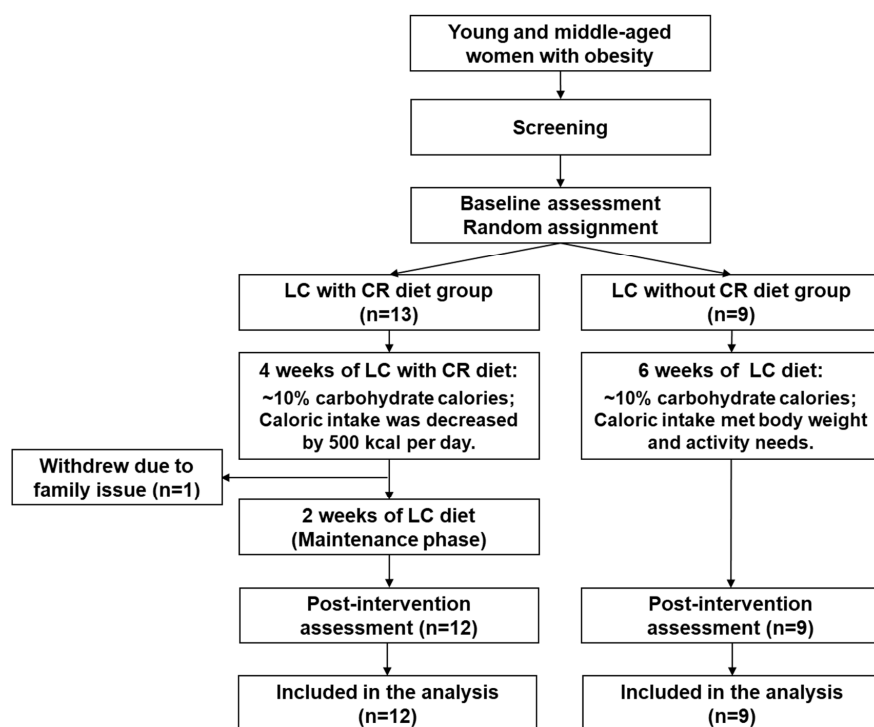 Young and middle-aged
women with obesity
Screening
Baseline assessment
Random assignment
LC with CR diet group
(n=13)
LC without CR diet group
(n=9)
4 weeks of LC with CR diet:
~10% carbohydrate calories;
Caloric intake was decreased
by 500 kcal per day.
6 weeks of  LC diet:
~10% carbohydrate calories;
Caloric intake met body weight
and activity needs.
Withdrew due to
family issue (n=1)
2 weeks of LC diet
(Maintenance phase)
Post-intervention
assessment (n=12)
Post-intervention
assessment (n=9)
Included in the analysis
(n=12)
Included in the analysis
(n=9)